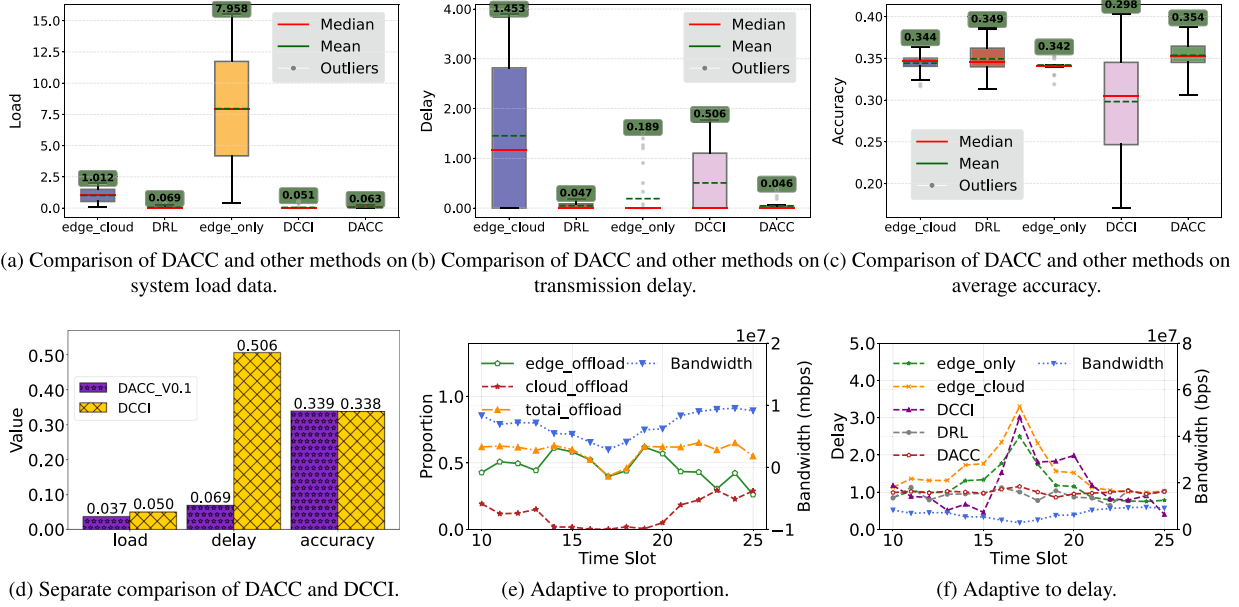 Load
17.5
15.0
12.5
10.0
7.5
5.0
2.5
0.0
1.012
0.069
7.958
0.051
0.063
Median
Mean
Outliers
edge_cloud DRL edge_only DCCI DACC
(a) Comparison of DACC and other methods on
system load data.
Delay
4.00
3.00
2.00
1.00
0.00
1.453
0.047
0.189
0.506
0.046
Median
Mean
Outliers
edge_cloud DRL edge_only DCCI DACC
(b) Comparison of DACC and other methods on
transmission delay.
Accuracy
0.40
0.35
0.30
0.25
0.20
0.344
0.349
0.342
0.298
0.354
Median
Mean
Outliers
edge_cloud DRL edge_only DCCI DACC
(c) Comparison of DACC and other methods on
average accuracy.
Value
0.50
0.40
0.30
0.20
0.10
0.00
DACC_V0.1
DCCI
0.037 0.050
0.069 0.506
0.339 0.338
load delay accuracy
(d) Separate comparison of DACC and DCCI.
1e7
Proportion
1.0
0.5
0.0
edge_offload
cloud_offload
total_offload
Bandwidth
2
1
0
−1
Bandwidth (mbps)
10 15 20 25
Time Slot
(e) Adaptive to proportion.
1e7
Delay
5.0
4.0
3.0
2.0
1.0
0.0
edge_only
edge_cloud
DCCI
DRL
DACC
Bandwidth
8
6
4
2
0
Bandwidth (bps)
10 15 20 25
Time Slot
(f) Adaptive to delay.